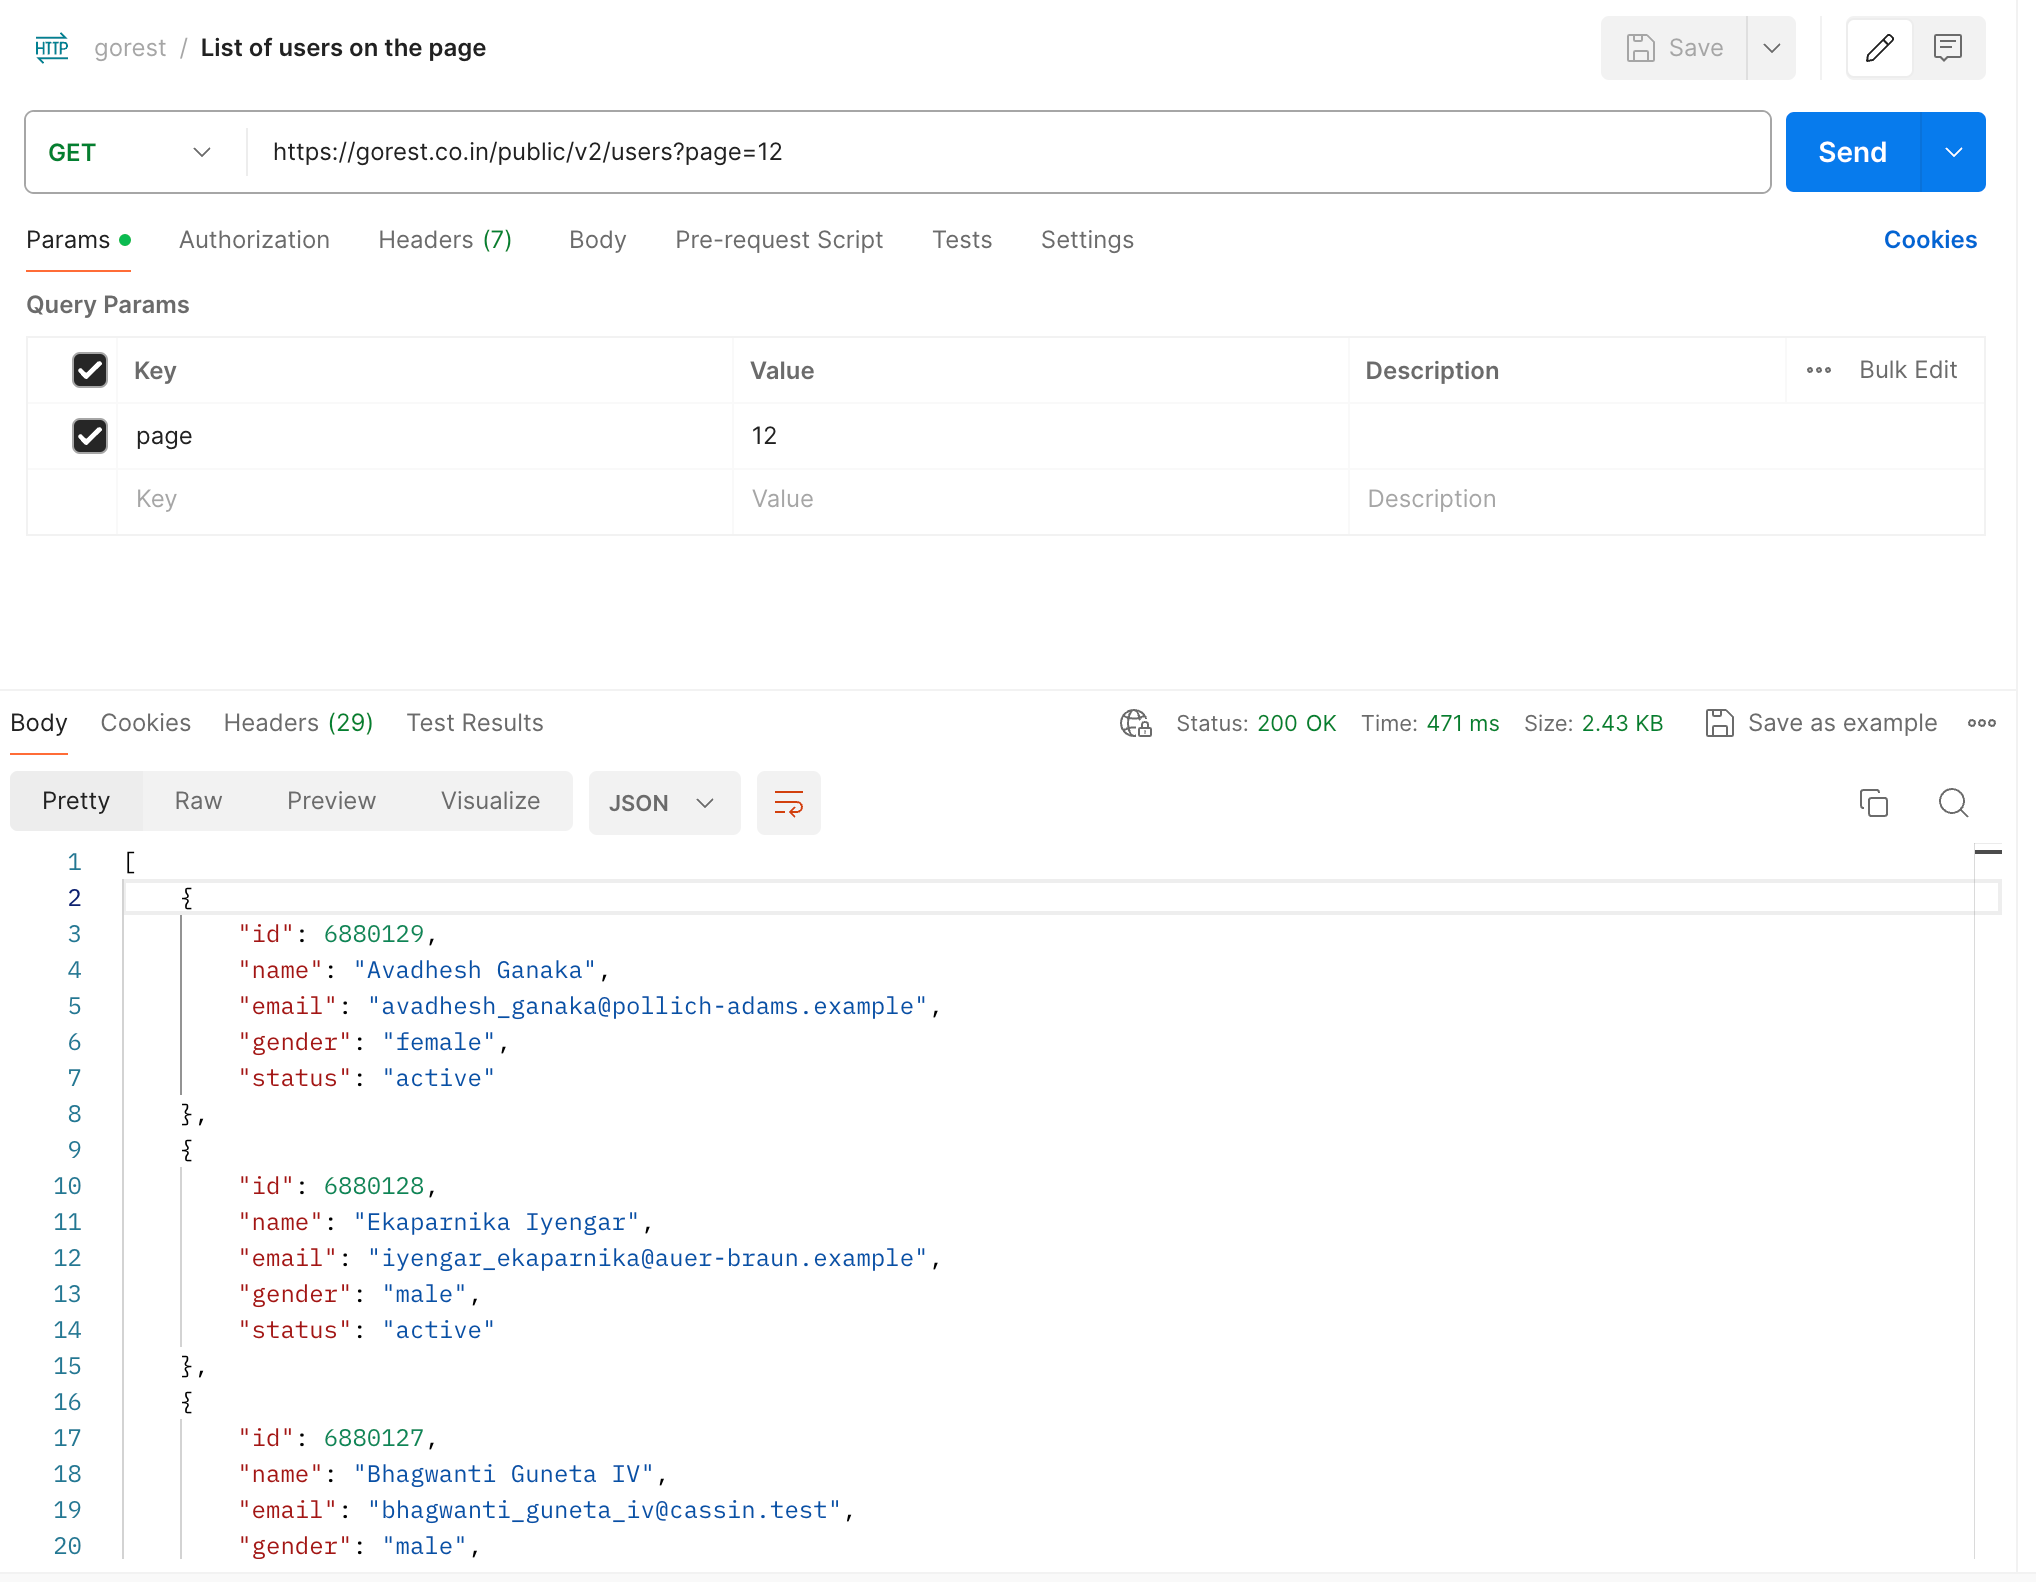 HTTP gorest / List of users on the page Save
GET https://gorest.co.in/public/v2/users?page=12 Send
Params Authorization Headers (7) Body Pre-request Script Tests Settings Cookies
Query Params
Key Value Description Bulk Edit
page 12
Key Value Description
Body Cookies Headers (29) Test Results Status: 200 OK Time: 471 ms Size: 2.43 KB Save as example
Pretty Raw Preview Visualize JSON
1 [
2 {
3 "id": 6880129,
4 "name": "Avadhesh Ganaka",
5 "email": "avadhesh_ganaka@pollich-adams.example",
6 "gender": "female",
7 "status": "active"
8 },
9 {
10 "id": 6880128,
11 "name": "Ekaparnika Iyengar",
12 "email": "iyengar_ekaparnika@auer-braun.example",
13 "gender": "male",
14 "status": "active"
15 },
16 {
17 "id": 6880127,
18 "name": "Bhagwanti Guneta IV",
19 "email": "bhagwanti_guneta_iv@cassin.test",
20 "gender": "male",